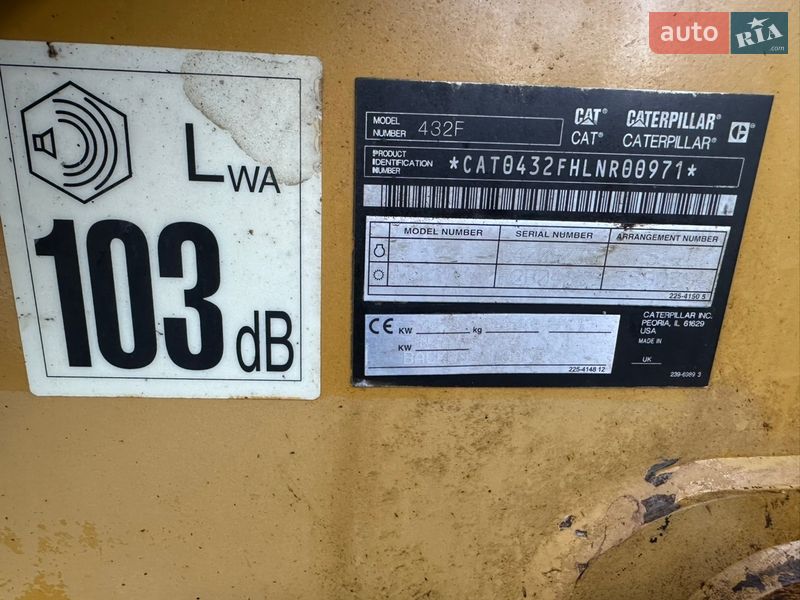 auto RIA.com
LWA
103 dB
MODEL NUMBER 432F
CAT CATERPILLAR
CAT® CATERPILLAR® C
PRODUCT IDENTIFICATION NUMBER *CAT0432FHLNR00971*
MODEL NUMBER SERIAL NUMBER ARRANGEMENT NUMBER
225-4150 5
CE KW kg
KW
225-4148 12
CATERPILLAR INC.
PEORIA, IL 61629
USA
MADE IN
UK
239-6989 3